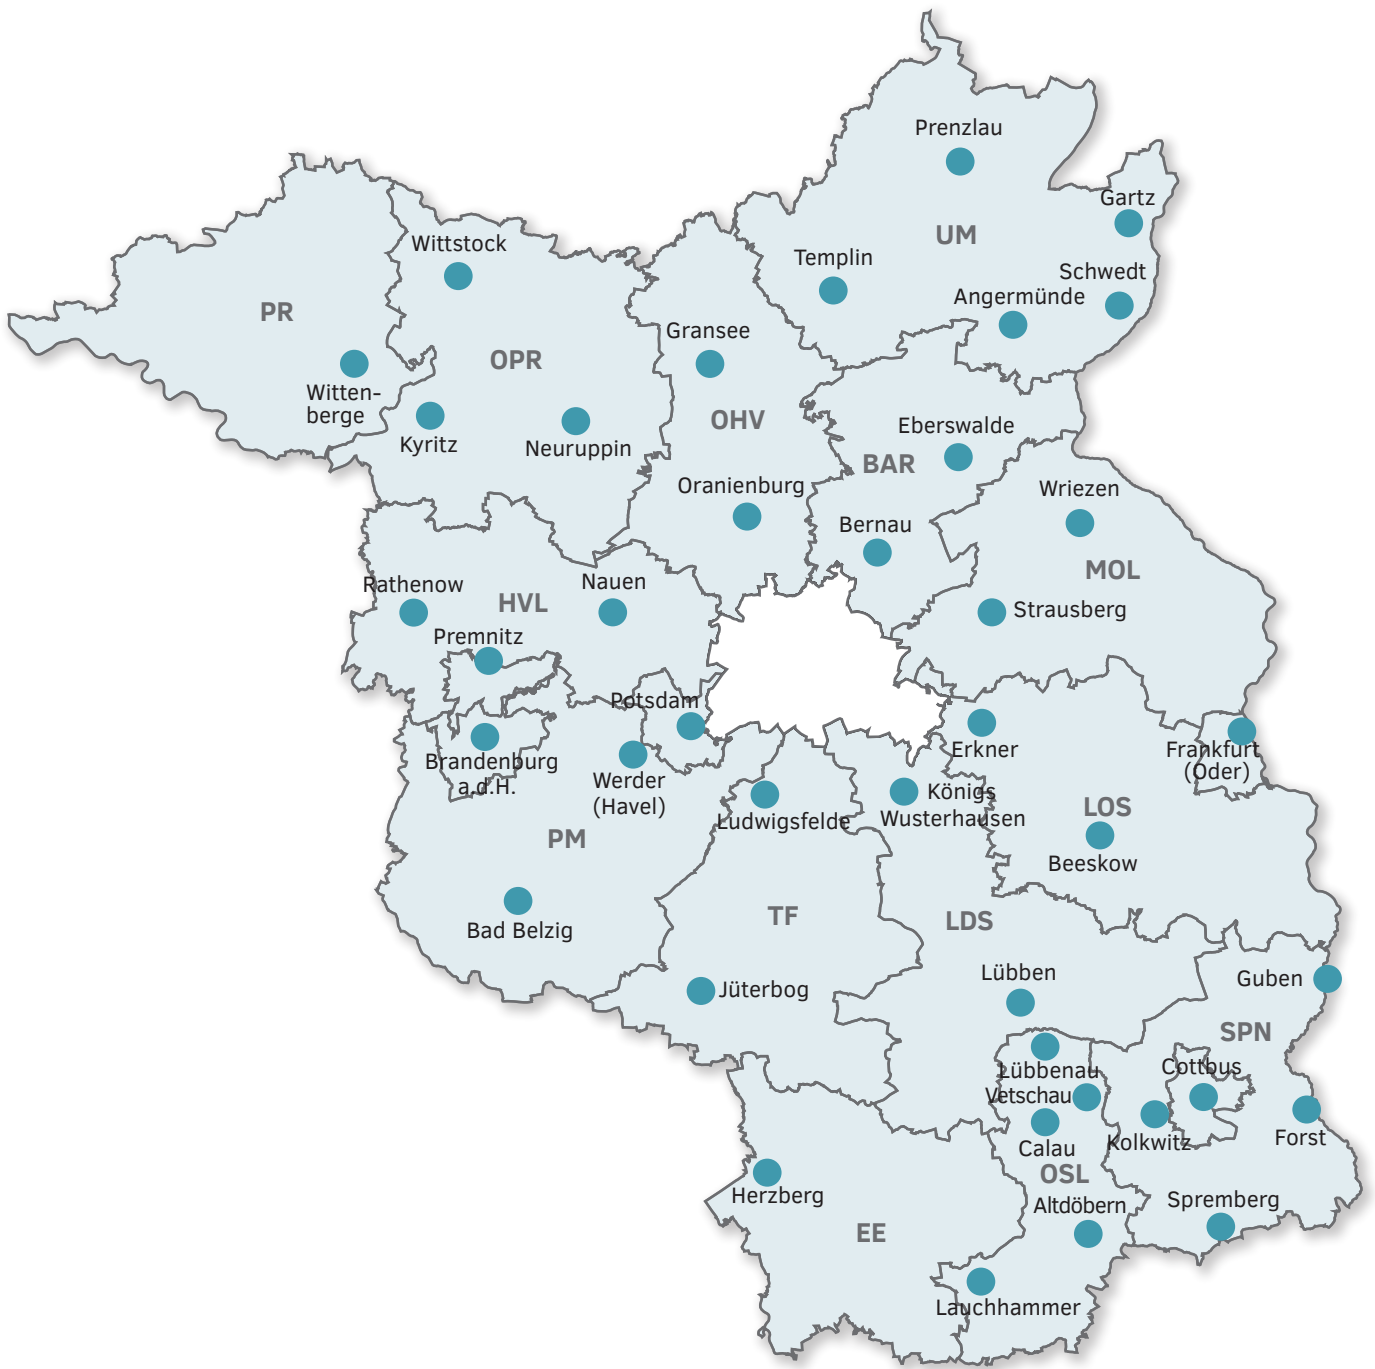 Prenzlau
Gartz
UM
Wittstock
Templin
Schwedt
Angermünde
PR
Gransee
OPR
Witten-
berge
OHV
Eberswalde
Kyritz
Neuruppin
BAR
Oranienburg
Wriezen
Bernau
MOL
Rathenow
Nauen
HVL
Strausberg
Premnitz
Potsdam
Erkner
Frankfurt
(Oder)
Brandenburg
a.d.H.
Werder
(Havel)
Königs
Wusterhausen
Ludwigsfelde
LOS
PM
Beeskow
TF
LDS
Bad Belzig
Lübben
Guben
Jüterbog
SPN
Lübbenau
Cottbus
Vetschau
Calau
Kolkwitz
Forst
OSL
Herzberg
Altdöbern
Spremberg
EE
Lauchhammer